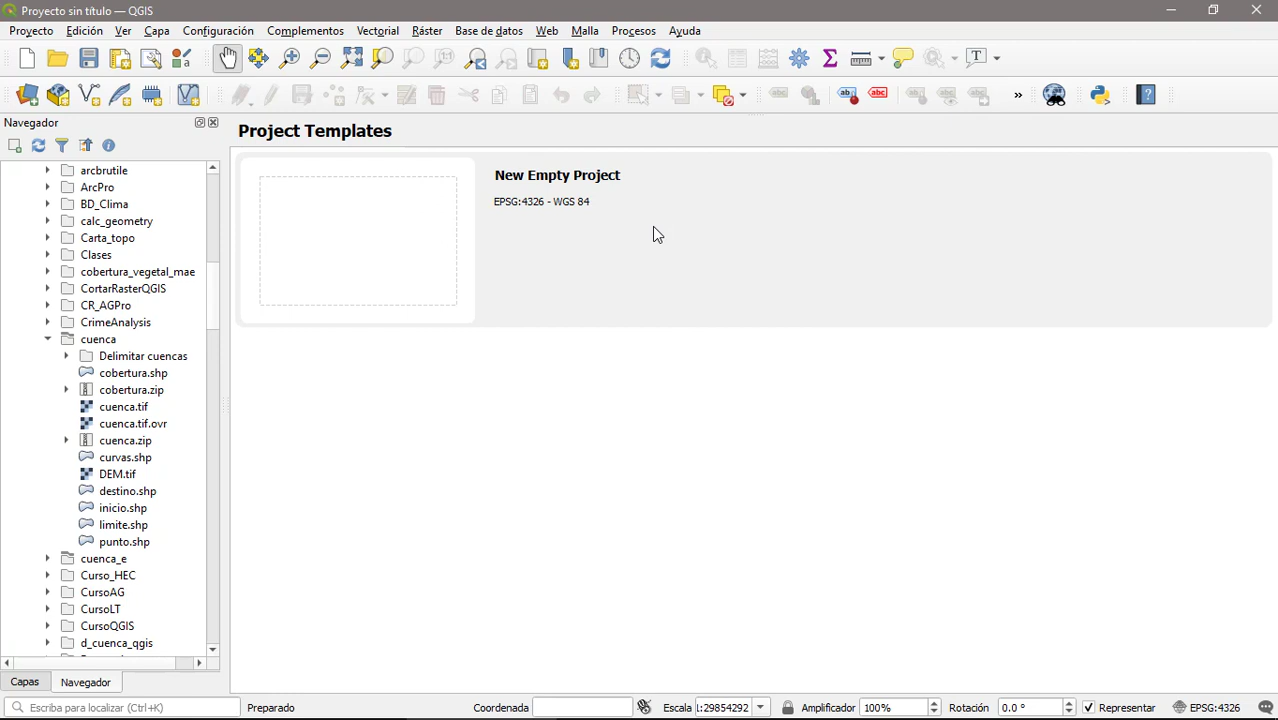 Proyecto sin título — QGIS
Proyecto Edición Ver Capa Configuración Complementos Vectorial Ráster Base de datos Web Malla Procesos Ayuda
Navegador
Project Templates
New Empty Project
EPSG:4326 - WGS 84
arcbrutile
ArcPro
BD_Clima
calc_geometry
Carta_topo
Clases
cobertura_vegetal_mae
CortarRasterQGIS
CR_AGPro
CrimeAnalysis
cuenca
Delimitar cuencas
cobertura.shp
cobertura.zip
cuenca.tif
cuenca.tif.ovr
cuenca.zip
curvas.shp
DEM.tif
destino.shp
inicio.shp
limite.shp
punto.shp
cuenca_e
Curso_HEC
CursoAG
CursoLT
CursoQGIS
d_cuenca_qgis
Capas Navegador
Escriba para localizar (Ctrl+K) Preparado Coordenada Escala 1:29854292 Amplificador 100% Rotación 0.0 ° Representar EPSG:4326